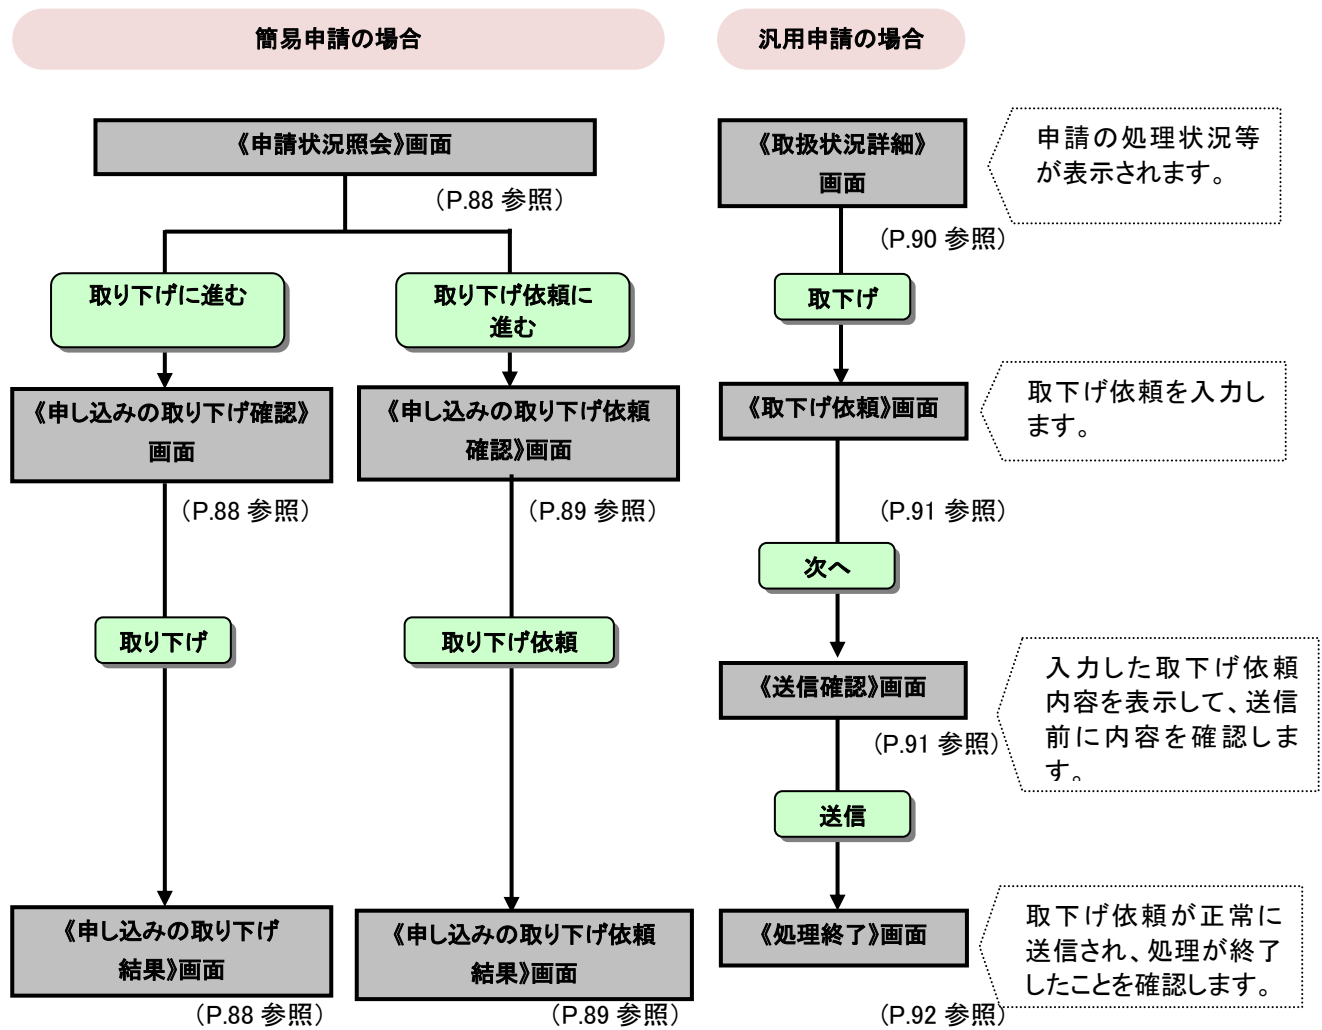 簡易申請の場合
《申請状況照会》画面
（P.88 参照）
取り下げに進む
取り下げ依頼に
進む
《申し込みの取り下げ確認》
画面
（P.88 参照）
《申し込みの取り下げ依頼
確認》画面
（P.89 参照）
取り下げ
取り下げ依頼
《申し込みの取り下げ
結果》画面
（P.88 参照）
《申し込みの取り下げ依頼
結果》画面
（P.89 参照）
汎用申請の場合
《取扱状況詳細》
画面
（P.90 参照）
申請の処理状況等
が表示されます。
取下げ
《取下げ依頼》画面
（P.91 参照）
取下げ依頼を入力し
ます。
次へ
《送信確認》画面
（P.91 参照）
入力した取下げ依頼
内容を表示して、送信
前に内容を確認しま
す。
送信
《処理終了》画面
（P.92 参照）
取下げ依頼が正常に
送信され、処理が終了
したことを確認します。